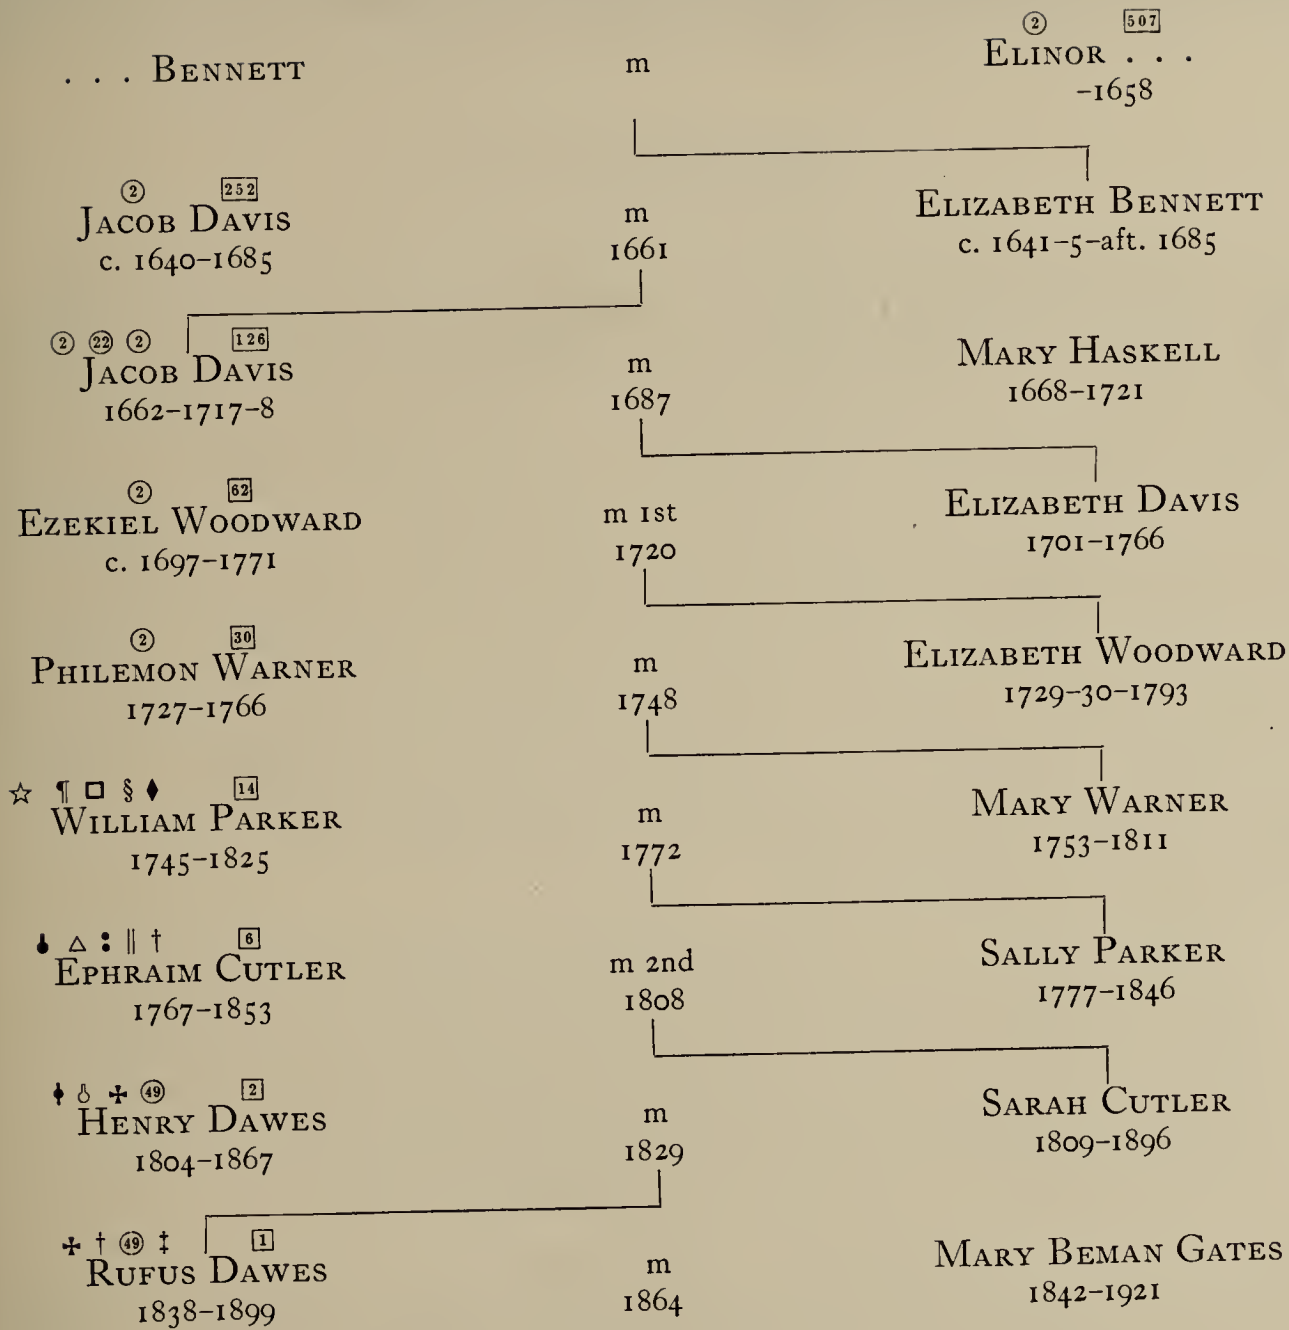 ② 507
. . . Bennett m Elinor . . .
-1658
② 252
Jacob Davis m Elizabeth Bennett
c. 1640-1685 1661 c. 1641-5-aft. 1685
② ㉒ ② 126
Jacob Davis m Mary Haskell
1662-1717-8 1687 1668-1721
② 62
Ezekiel Woodward m 1st Elizabeth Davis
c. 1697-1771 1720 1701-1766
② 30
Philemon Warner m Elizabeth Woodward
1727-1766 1748 1729-30-1793
☆ ¶ □ § ♦ 14
William Parker m Mary Warner
1745-1825 1772 1753-1811
△ : ‖ † 6
Ephraim Cutler m 2nd Sally Parker
1767-1853 1808 1777-1846
✢ ㊾ 2
Henry Dawes m Sarah Cutler
1804-1867 1829 1809-1896
✢ † ㊾ ‡ 1
Rufus Dawes m Mary Beman Gates
1838-1899 1864 1842-1921